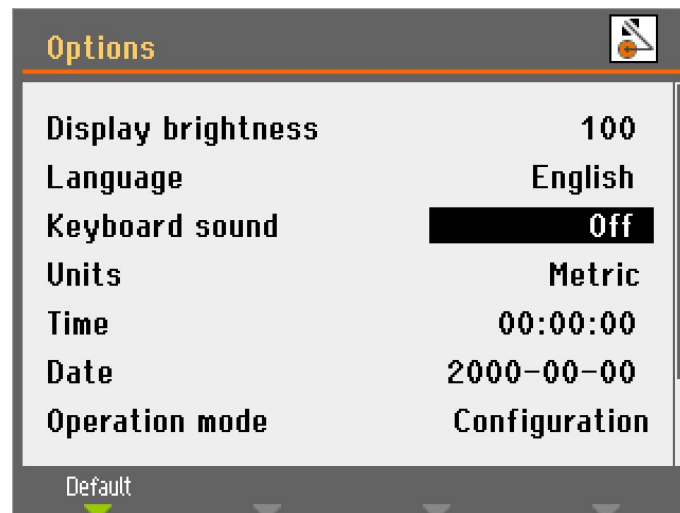 Options
Display brightness 100
Language English
Keyboard sound Off
Units Metric
Time 00:00:00
Date 2000-00-00
Operation mode Configuration
Default